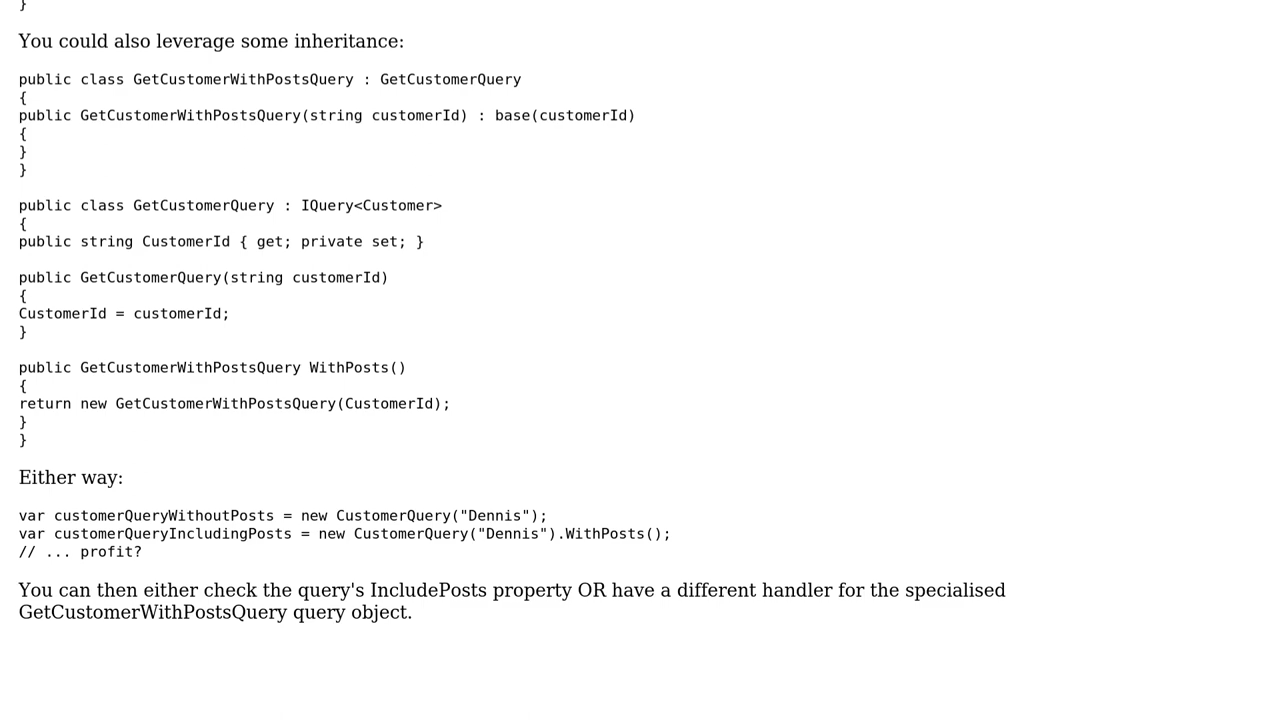 }
You could also leverage some inheritance:
public class GetCustomerWithPostsQuery : GetCustomerQuery
{
public GetCustomerWithPostsQuery(string customerId) : base(customerId)
{
}
}
public class GetCustomerQuery : IQuery<Customer>
{
public string CustomerId { get; private set; }
public GetCustomerQuery(string customerId)
{
CustomerId = customerId;
}
public GetCustomerWithPostsQuery WithPosts()
{
return new GetCustomerWithPostsQuery(CustomerId);
}
}
Either way:
var customerQueryWithoutPosts = new CustomerQuery("Dennis");
var customerQueryIncludingPosts = new CustomerQuery("Dennis").WithPosts();
// ... profit?
You can then either check the query's IncludePosts property OR have a different handler for the specialised
GetCustomerWithPostsQuery query object.